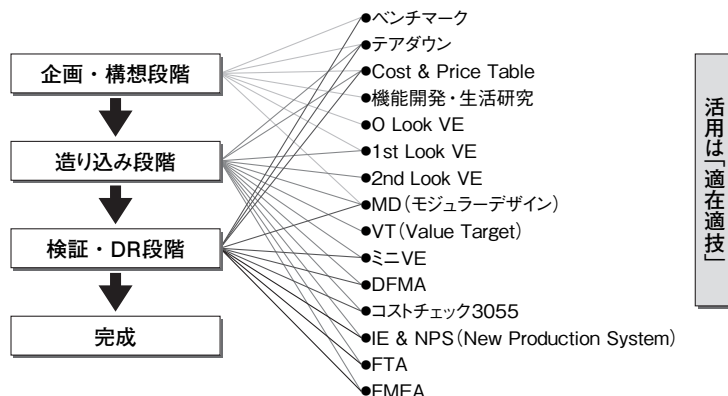 企画・構想段階
造り込み段階
検証・DR段階
完成
●ベンチマーク
●テアダウン
●Cost & Price Table
●機能開発・生活研究
●0 Look VE
●1st Look VE
●2nd Look VE
●MD（モジュラーデザイン）
●VT（Value Target）
●ミニVE
●DFMA
●コストチェック3055
●IE & NPS（New Production System）
●FTA
●FMEA
活用は「適在適技」